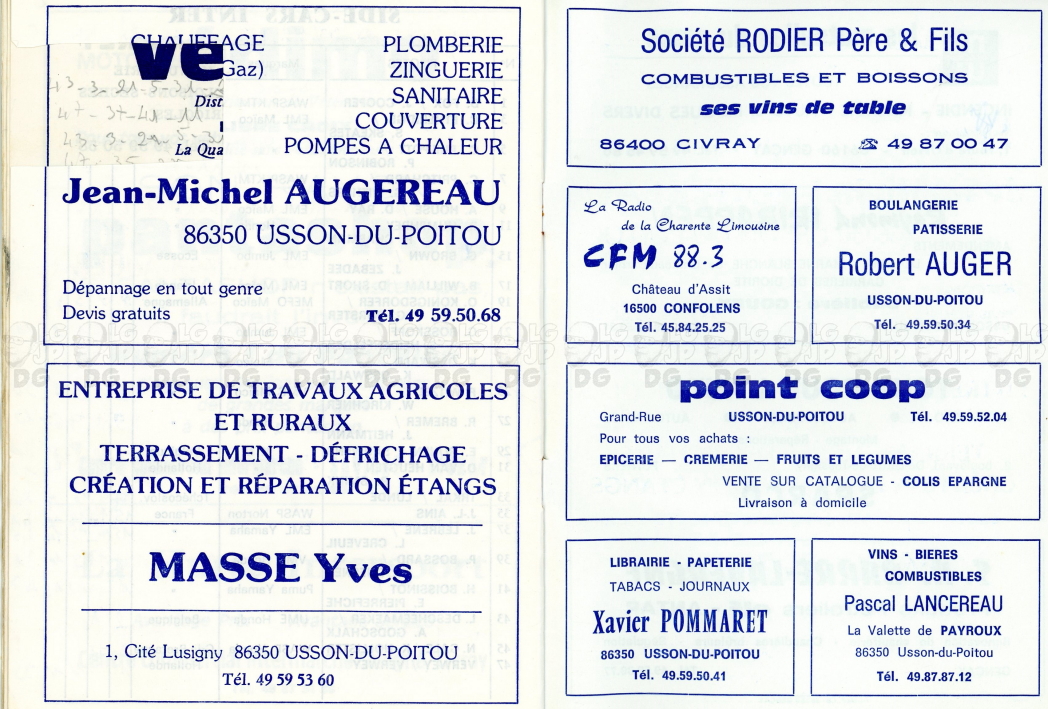 CHAUFFAGE
PLOMBERIE
Gaz)
ZINGUERIE
SANITAIRE
COUVERTURE
POMPES A CHALEUR
ve
Dist
La Qua
Jean-Michel AUGEREAU
86350 USSON-DU-POITOU
Dépannage en tout genre
Devis gratuits
Tél. 49 59.50.68
ENTREPRISE DE TRAVAUX AGRICOLES
ET RURAUX
TERRASSEMENT - DÉFRICHAGE
CRÉATION ET RÉPARATION ÉTANGS
MASSE Yves
1, Cité Lusigny 86350 USSON-DU-POITOU
Tél. 49 59 53 60
Société RODIER Père & Fils
COMBUSTIBLES ET BOISSONS
ses vins de table
86400 CIVRAY ☎ 49 87 00 47
La Radio
de la Charente Limousine
CFM 88.3
Château d'Assit
16500 CONFOLENS
Tél. 45.84.25.25
BOULANGERIE
PATISSERIE
Robert AUGER
USSON-DU-POITOU
Tél. 49.59.50.34
point coop
Grand-Rue USSON-DU-POITOU Tél. 49.59.52.04
Pour tous vos achats :
EPICERIE — CREMERIE — FRUITS ET LEGUMES
VENTE SUR CATALOGUE - COLIS EPARGNE
Livraison à domicile
LIBRAIRIE - PAPETERIE
TABACS - JOURNAUX
Xavier POMMARET
86350 USSON-DU-POITOU
Tél. 49.59.50.41
VINS - BIERES
COMBUSTIBLES
Pascal LANCEREAU
La Valette de PAYROUX
86350 Usson-du-Poitou
Tél. 49.87.87.12